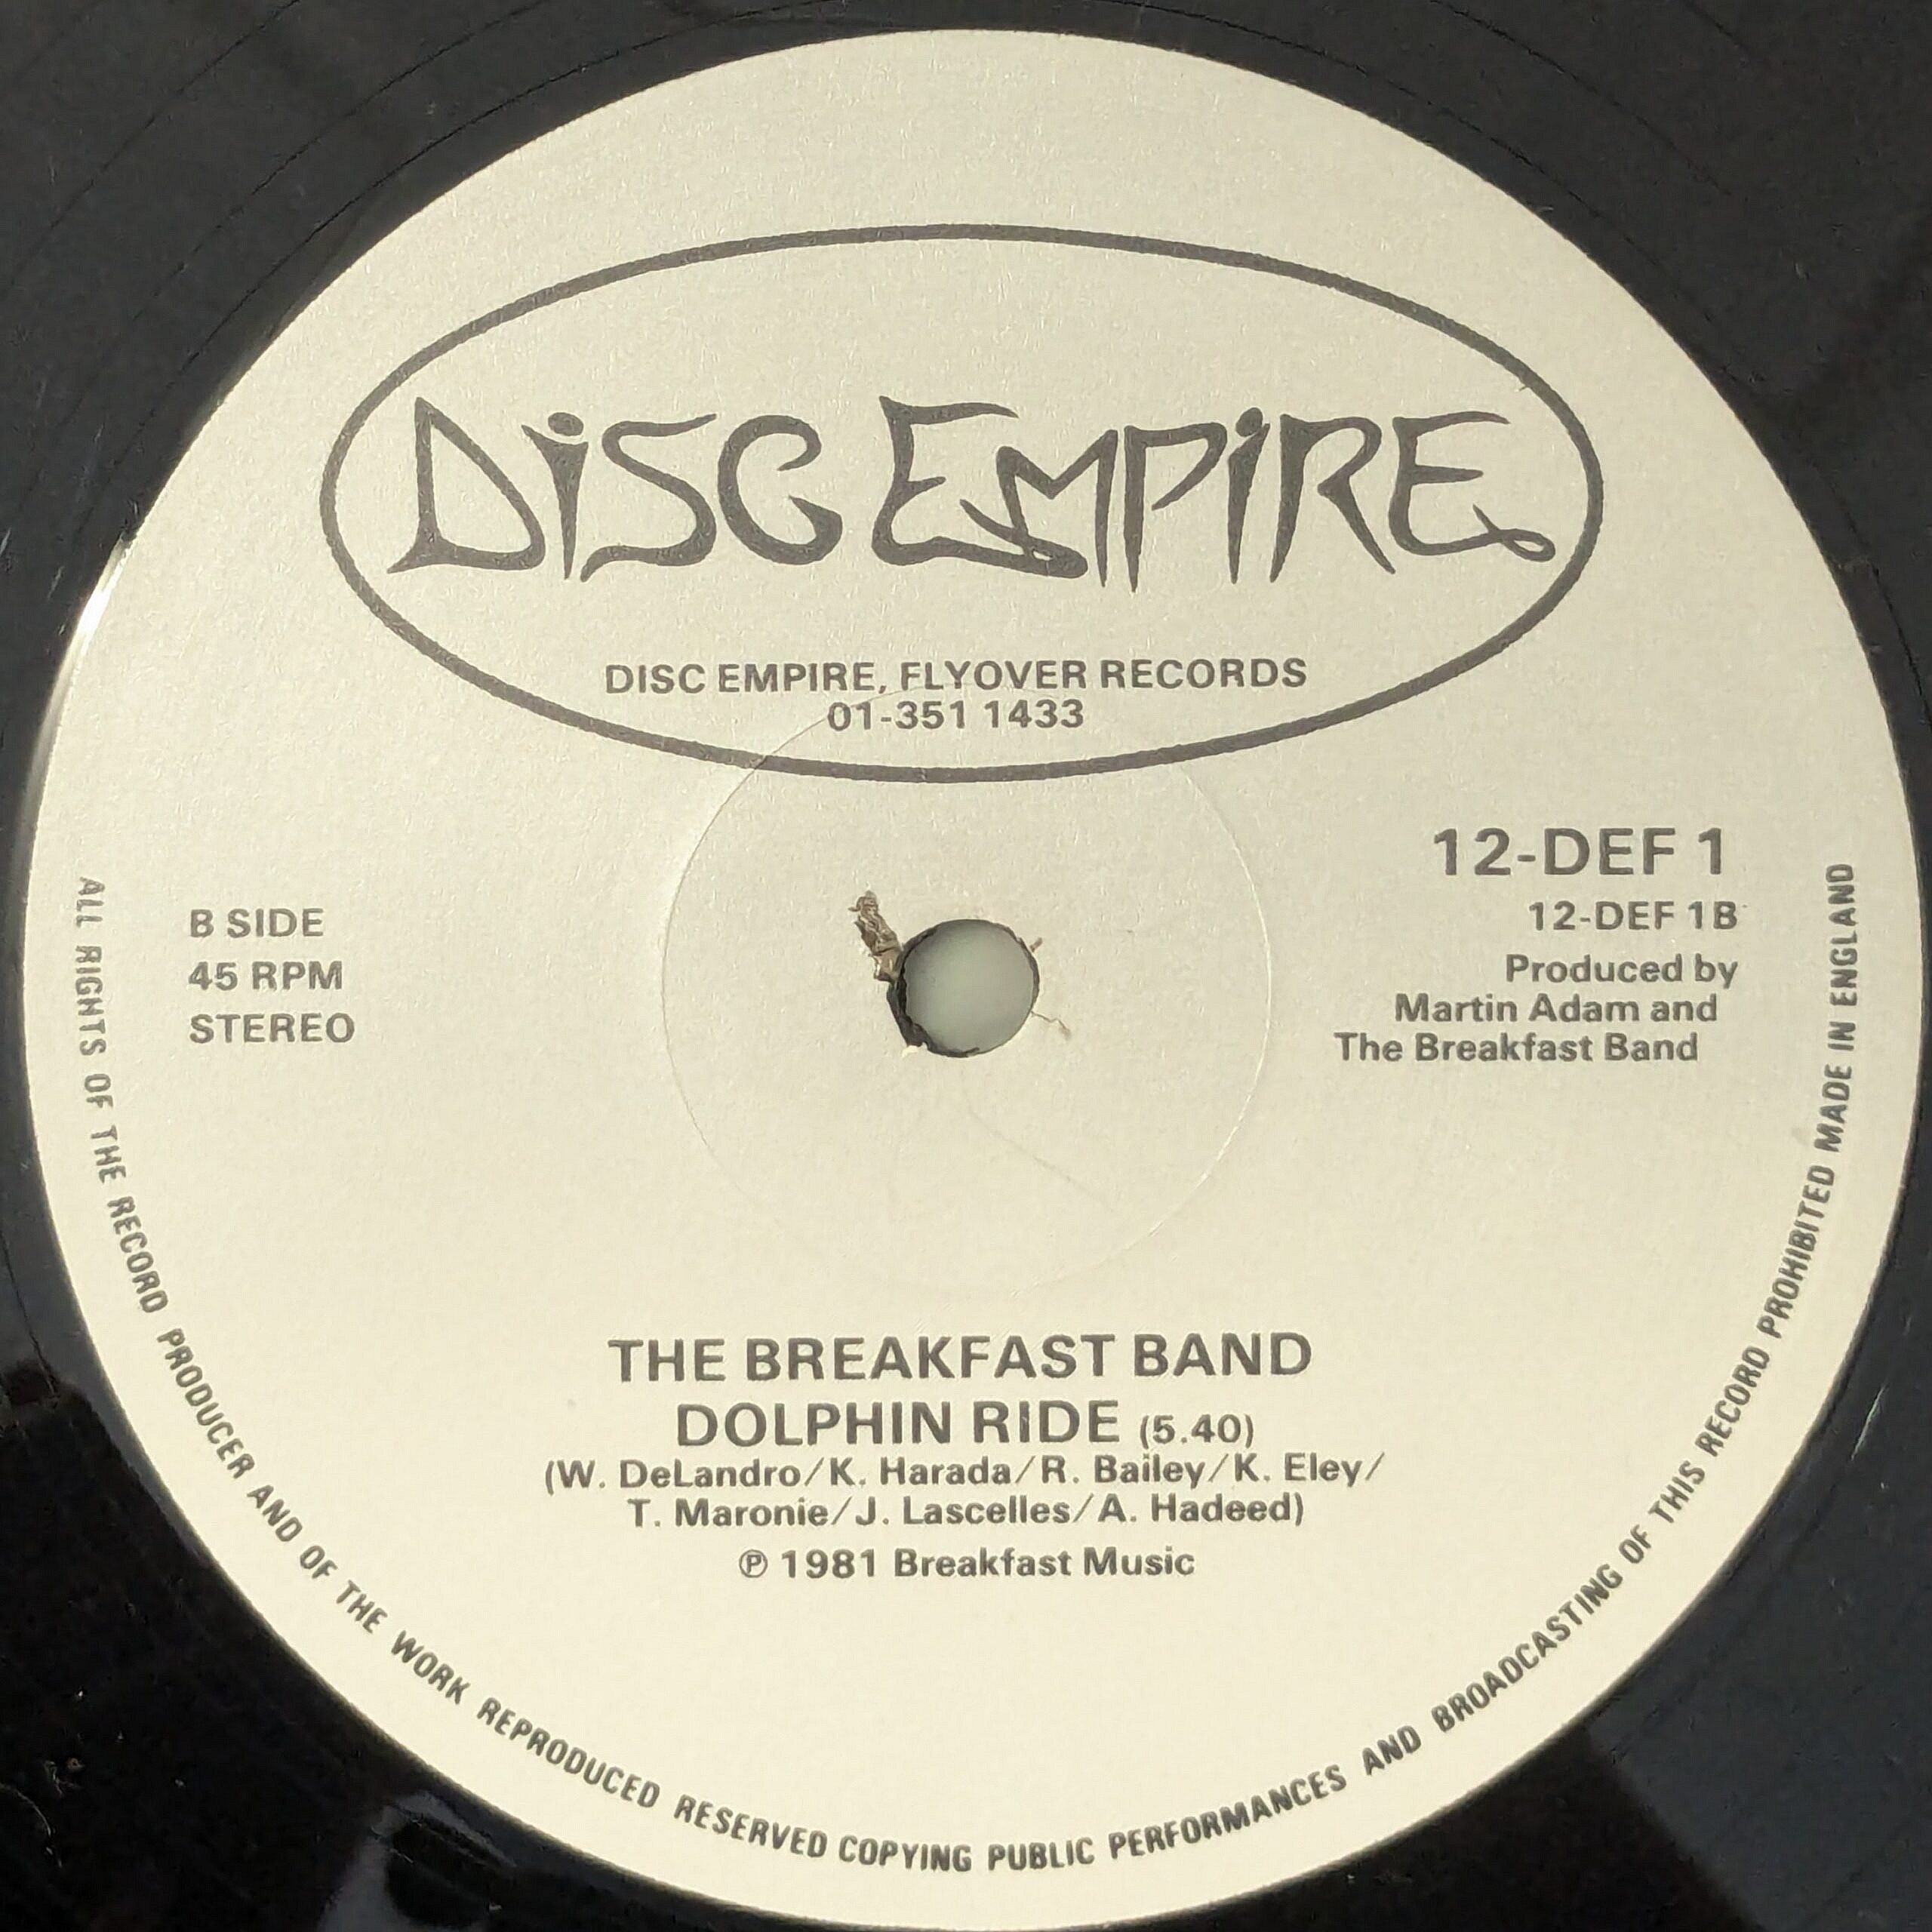 DiSC EMPiRE
DISC EMPIRE, FLYOVER RECORDS
01-351 1433
12-DEF 1
12-DEF 1B
Produced by
Martin Adam and
The Breakfast Band
B SIDE
45 RPM
STEREO
THE BREAKFAST BAND
DOLPHIN RIDE (5.40)
(W. DeLandro/K. Harada/R. Bailey/K. Eley/
T. Maronie/J. Lascelles/A. Hadeed)
℗ 1981 Breakfast Music
ALL RIGHTS OF THE RECORD PRODUCER AND OF THE WORK REPRODUCED RESERVED COPYING PUBLIC PERFORMANCES AND BROADCASTING OF THIS RECORD PROHIBITED MADE IN ENGLAND